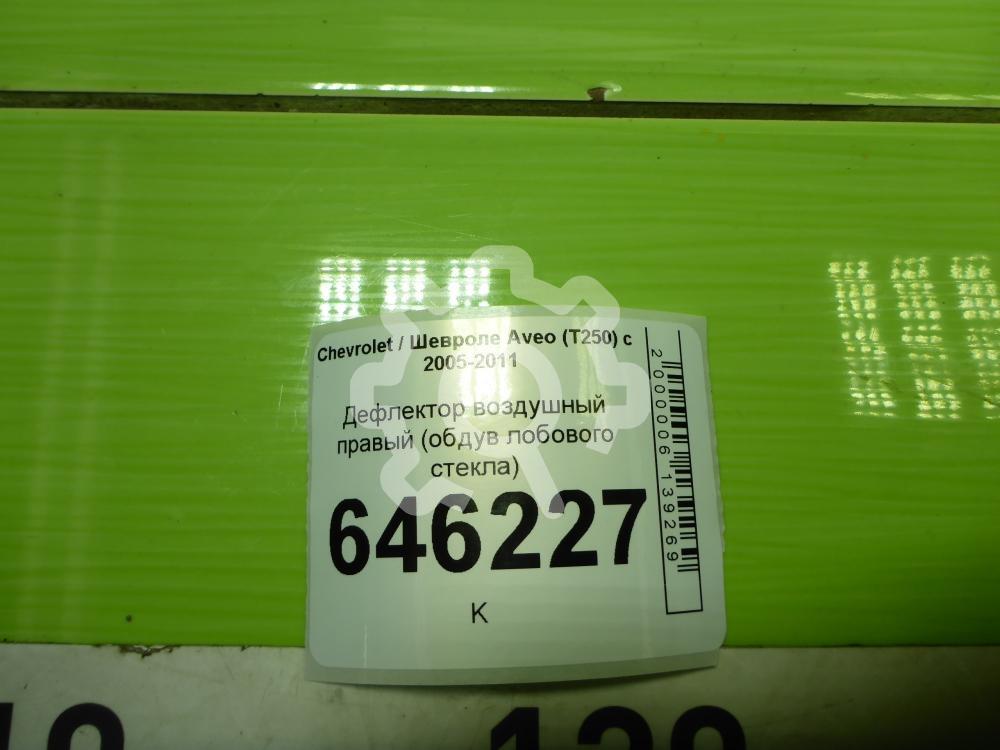 Chevrolet / Шевроле Aveo (T250) с
2005-2011
Дефлектор воздушный
правый (обдув лобового
стекла)
646227
К
2000006139269